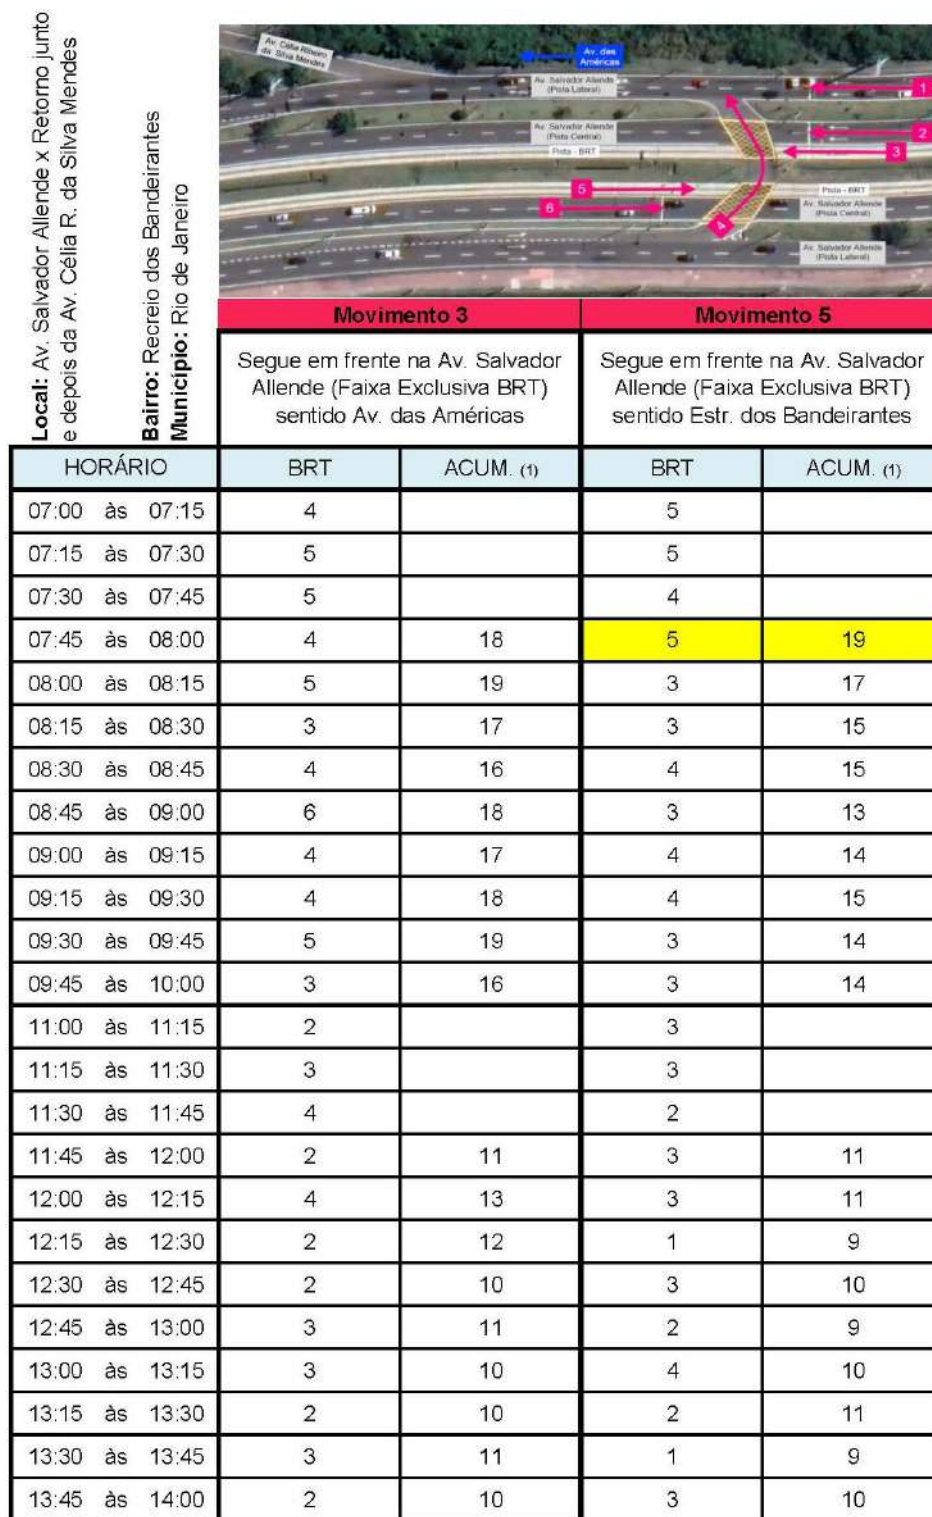 Local: Av. Salvador Allende x Retorno junto
e depois da Av. Célia R. da Silva Mendes
Bairro: Recreio dos Bandeirantes
Município: Rio de Janeiro
Av. Célia Ribeiro
da Silva Mendes
Av. das
Américas
Av. Salvador Allende
(Pista Lateral)
1
Av. Salvador Allende
(Pista Central)
2
Pista - BRT
3
5
Pista - BRT
6
Av. Salvador Allende
(Pista Central)
4
Av. Salvador Allende
(Pista Lateral)
Movimento 3 Movimento 5
Segue em frente na Av. Salvador
Allende (Faixa Exclusiva BRT)
sentido Av. das Américas
Segue em frente na Av. Salvador
Allende (Faixa Exclusiva BRT)
sentido Estr. dos Bandeirantes
HORÁRIO BRT ACUM. (1) BRT ACUM. (1)
07:00 às 07:15 4 5
07:15 às 07:30 5 5
07:30 às 07:45 5 4
07:45 às 08:00 4 18 5 19
08:00 às 08:15 5 19 3 17
08:15 às 08:30 3 17 3 15
08:30 às 08:45 4 16 4 15
08:45 às 09:00 6 18 3 13
09:00 às 09:15 4 17 4 14
09:15 às 09:30 4 18 4 15
09:30 às 09:45 5 19 3 14
09:45 às 10:00 3 16 3 14
11:00 às 11:15 2 3
11:15 às 11:30 3 3
11:30 às 11:45 4 2
11:45 às 12:00 2 11 3 11
12:00 às 12:15 4 13 3 11
12:15 às 12:30 2 12 1 9
12:30 às 12:45 2 10 3 10
12:45 às 13:00 3 11 2 9
13:00 às 13:15 3 10 4 10
13:15 às 13:30 2 10 2 11
13:30 às 13:45 3 11 1 9
13:45 às 14:00 2 10 3 10